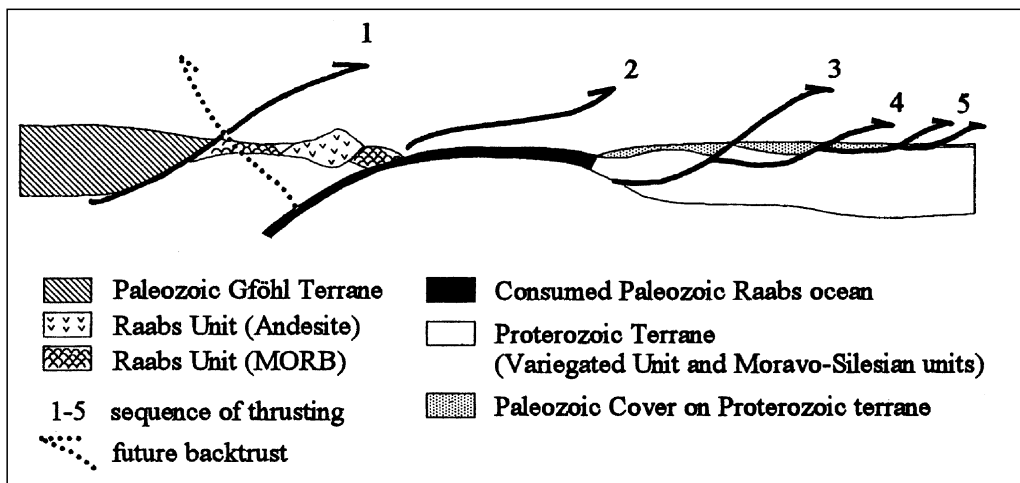 1
2
3
4
5
Paleozoic Gföhl Terrane
Raabs Unit (Andesite)
Raabs Unit (MORB)
1-5 sequence of thrusting
future backtrust
Consumed Paleozoic Raabs ocean
Proterozoic Terrane
(Variegated Unit and Moravo-Silesian units)
Paleozoic Cover on Proterozoic terrane